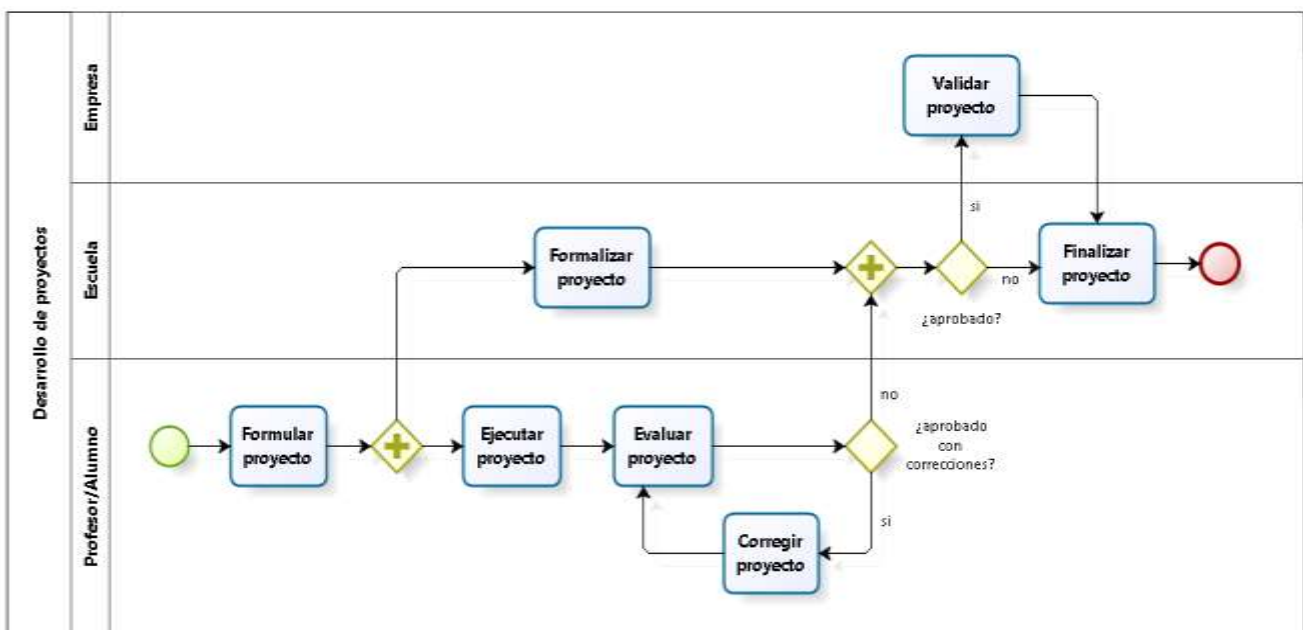 Desarrollo de proyectos
Empresa
Validar
proyecto
si
Escuela
Formalizar
proyecto
¿aprobado?
no
Finalizar
proyecto
Profesor/Alumno
Formular
proyecto
Ejecutar
proyecto
Evaluar
proyecto
no
¿aprobado
con
correcciones?
si
Corregir
proyecto